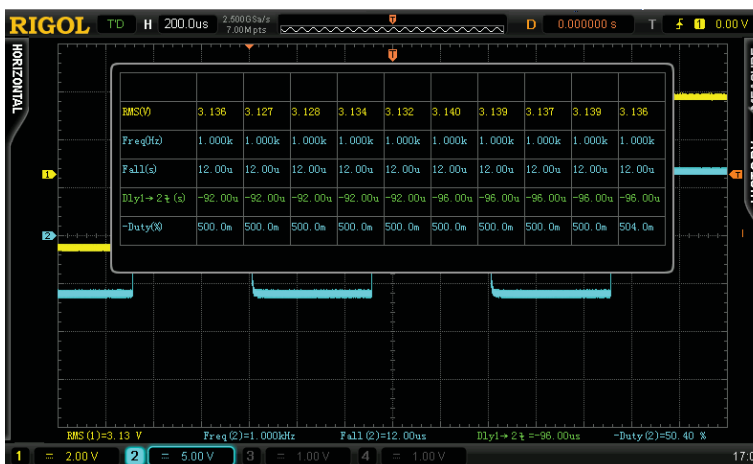 RIGOL T'D H 200.0us 2.500GSa/s 7.00Mpts D 0.000000 s T 1 0.00 V
HORIZONTAL
T
RMS(V) 3.136 3.127 3.128 3.134 3.132 3.140 3.139 3.137 3.139 3.136
Freq(Hz) 1.000k 1.000k 1.000k 1.000k 1.000k 1.000k 1.000k 1.000k 1.000k 1.000k
Fall(s) 12.00u 12.00u 12.00u 12.00u 12.00u 12.00u 12.00u 12.00u 12.00u 12.00u
Dly1→2 (s) -92.00u -92.00u -92.00u -92.00u -92.00u -96.00u -96.00u -96.00u -96.00u -96.00u
-Duty(%) 500.0m 500.0m 500.0m 500.0m 500.0m 500.0m 500.0m 500.0m 500.0m 504.0m
1
T
2
RMS(1)=3.13 V Freq(2)=1.000kHz Fall(2)=12.00us Dly1→2 =-96.00us -Duty(2)=50.40 %
1 = 2.00 V 2 = 5.00 V 3 = 1.00 V 4 = 1.00 V